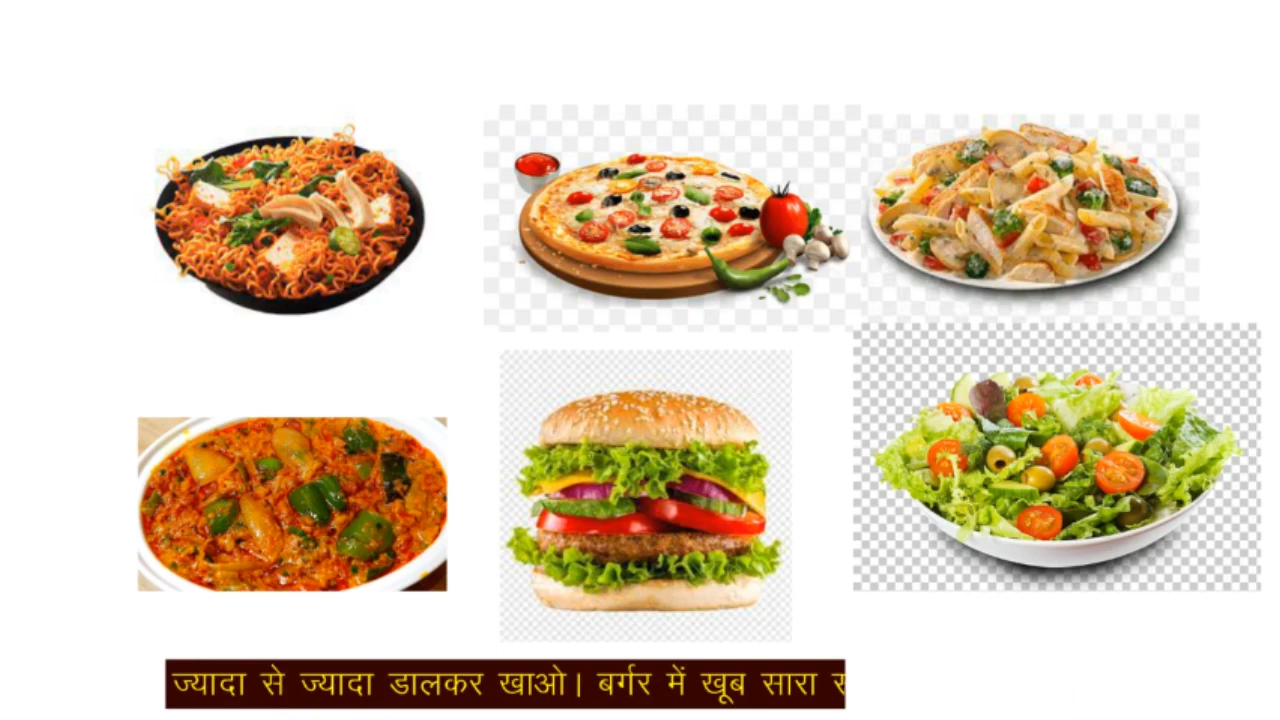 ज्यादा से ज्यादा डालकर खाओ। बर्गर में खूब सारा